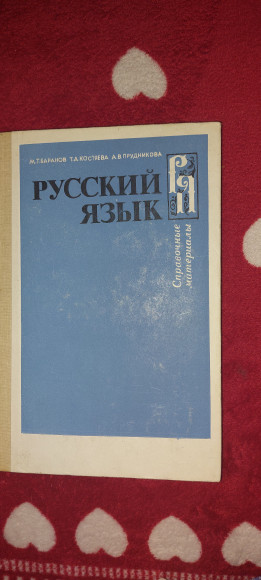 М.Т.БАРАНОВ Т.А.КОСТЯЕВА А.В.ПРУДНИКОВА
РУССКИЙ
ЯЗЫК
Справочные
материалы